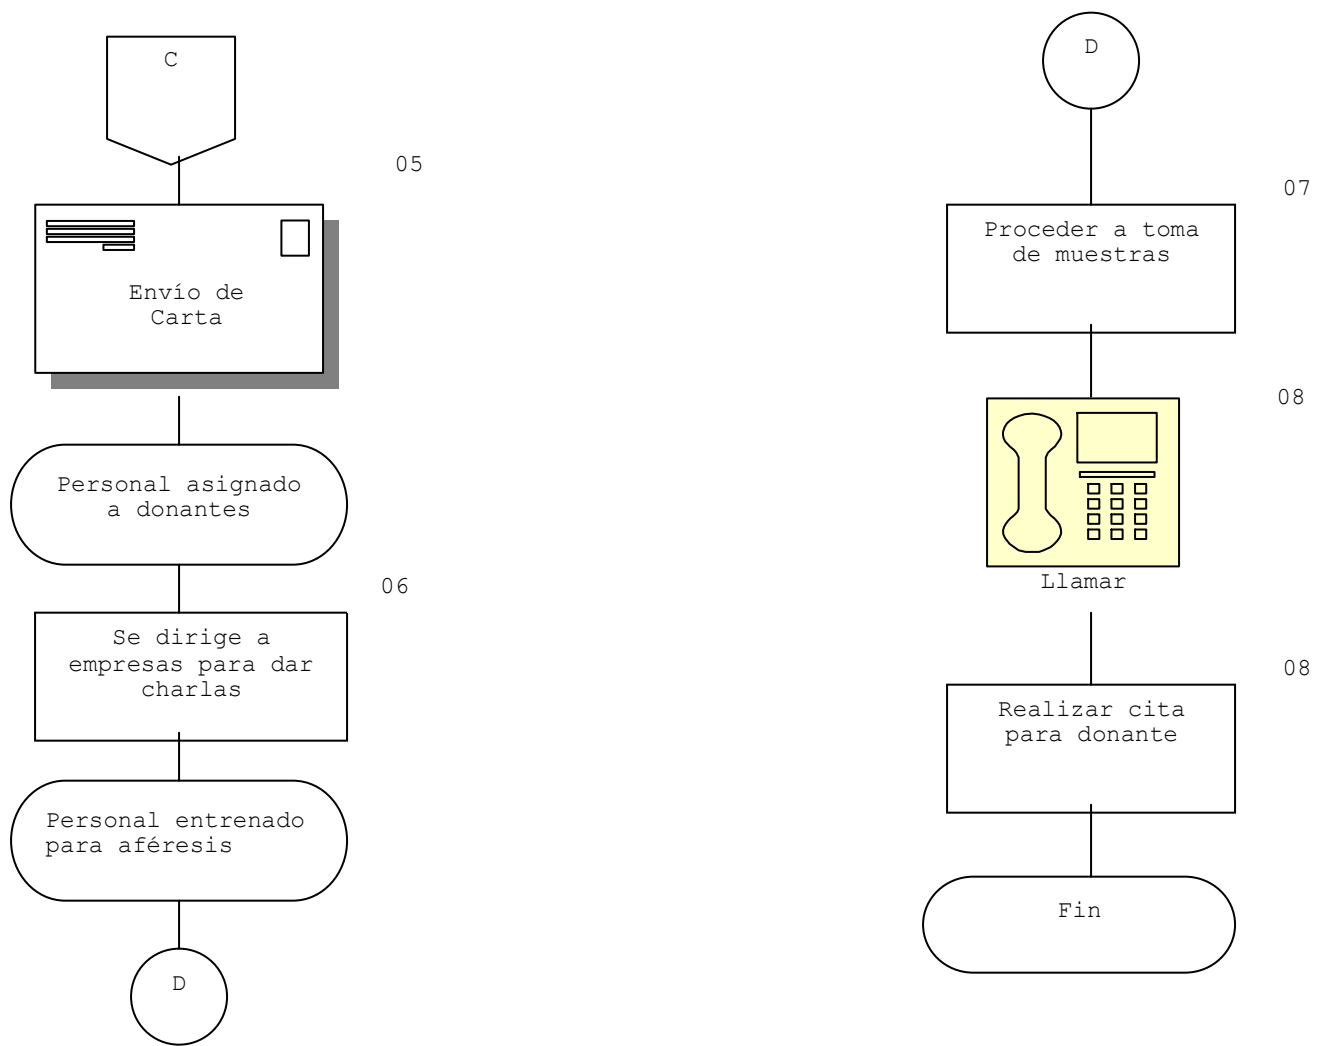 C
05
Envío de
Carta
Personal asignado
a donantes
06
Se dirige a
empresas para dar
charlas
Personal entrenado
para aféresis
D
D
07
Proceder a toma
de muestras
08
Llamar
08
Realizar cita
para donante
Fin